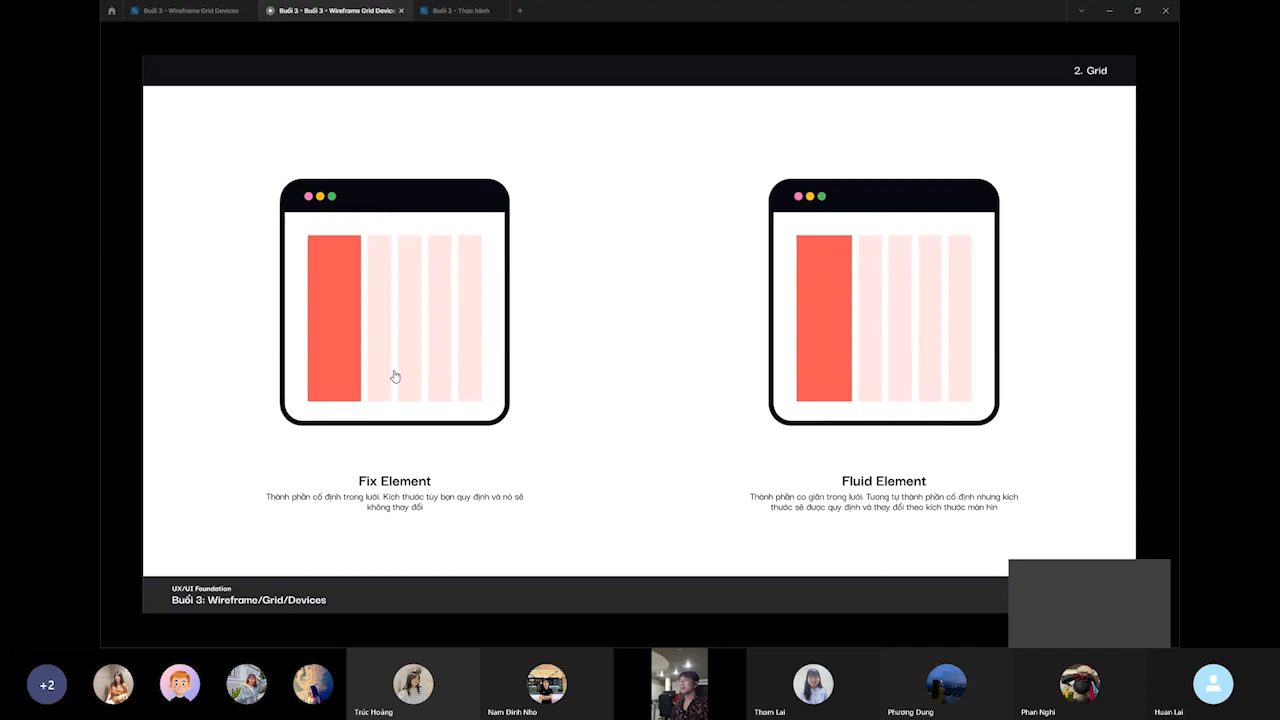 Buổi 3 - Wireframe Grid Devices
Buổi 3 - Buổi 3 - Wireframe Grid Devic
Buổi 3 - Thực hành
2. Grid
Fix Element
Thành phần cố định trong lưới. Kích thước tùy bạn quy định và nó sẽ
không thay đổi
Fluid Element
Thành phần co giãn trong lưới. Tương tự thành phần cố định nhưng kích
thước sẽ được quy định và thay đổi theo kích thước màn hin
UX/UI Foundation
Buổi 3: Wireframe/Grid/Devices
+2
Trúc Hoàng
Nam Đinh Nho
Thom Lai
Phương Dung
Phan Nghi
Huan Lai